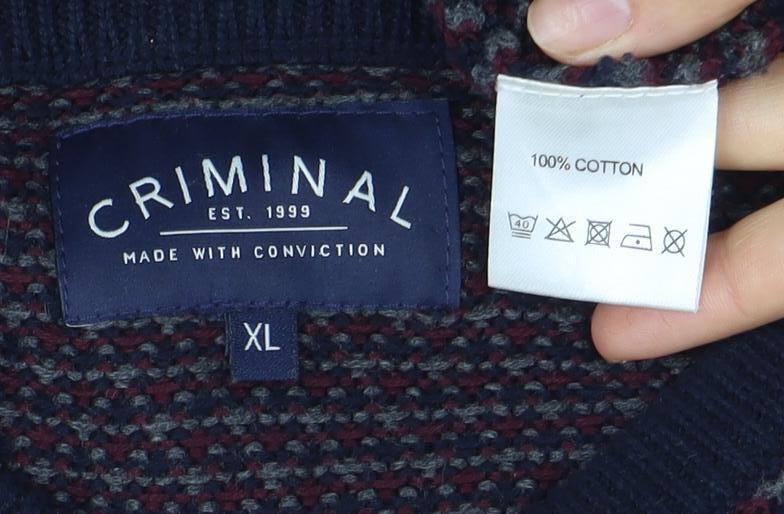 CRIMINAL
EST. 1999
MADE WITH CONVICTION
XL
100% COTTON
40